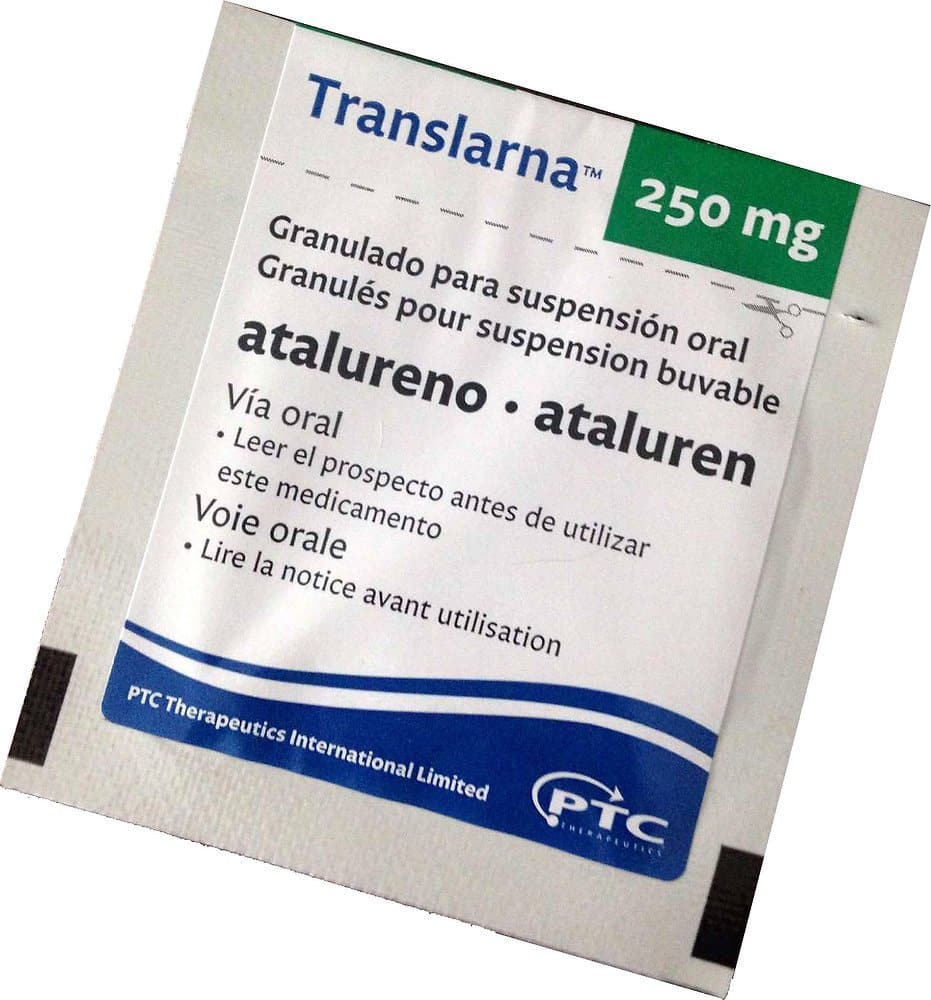 Translarna™
250 mg
Granulado para suspensión oral
Granulés pour suspension buvable
atalureno • ataluren
Vía oral
• Leer el prospecto antes de utilizar
este medicamento
Voie orale
• Lire la notice avant utilisation
PTC Therapeutics International Limited
PTC
THERAPEUTICS